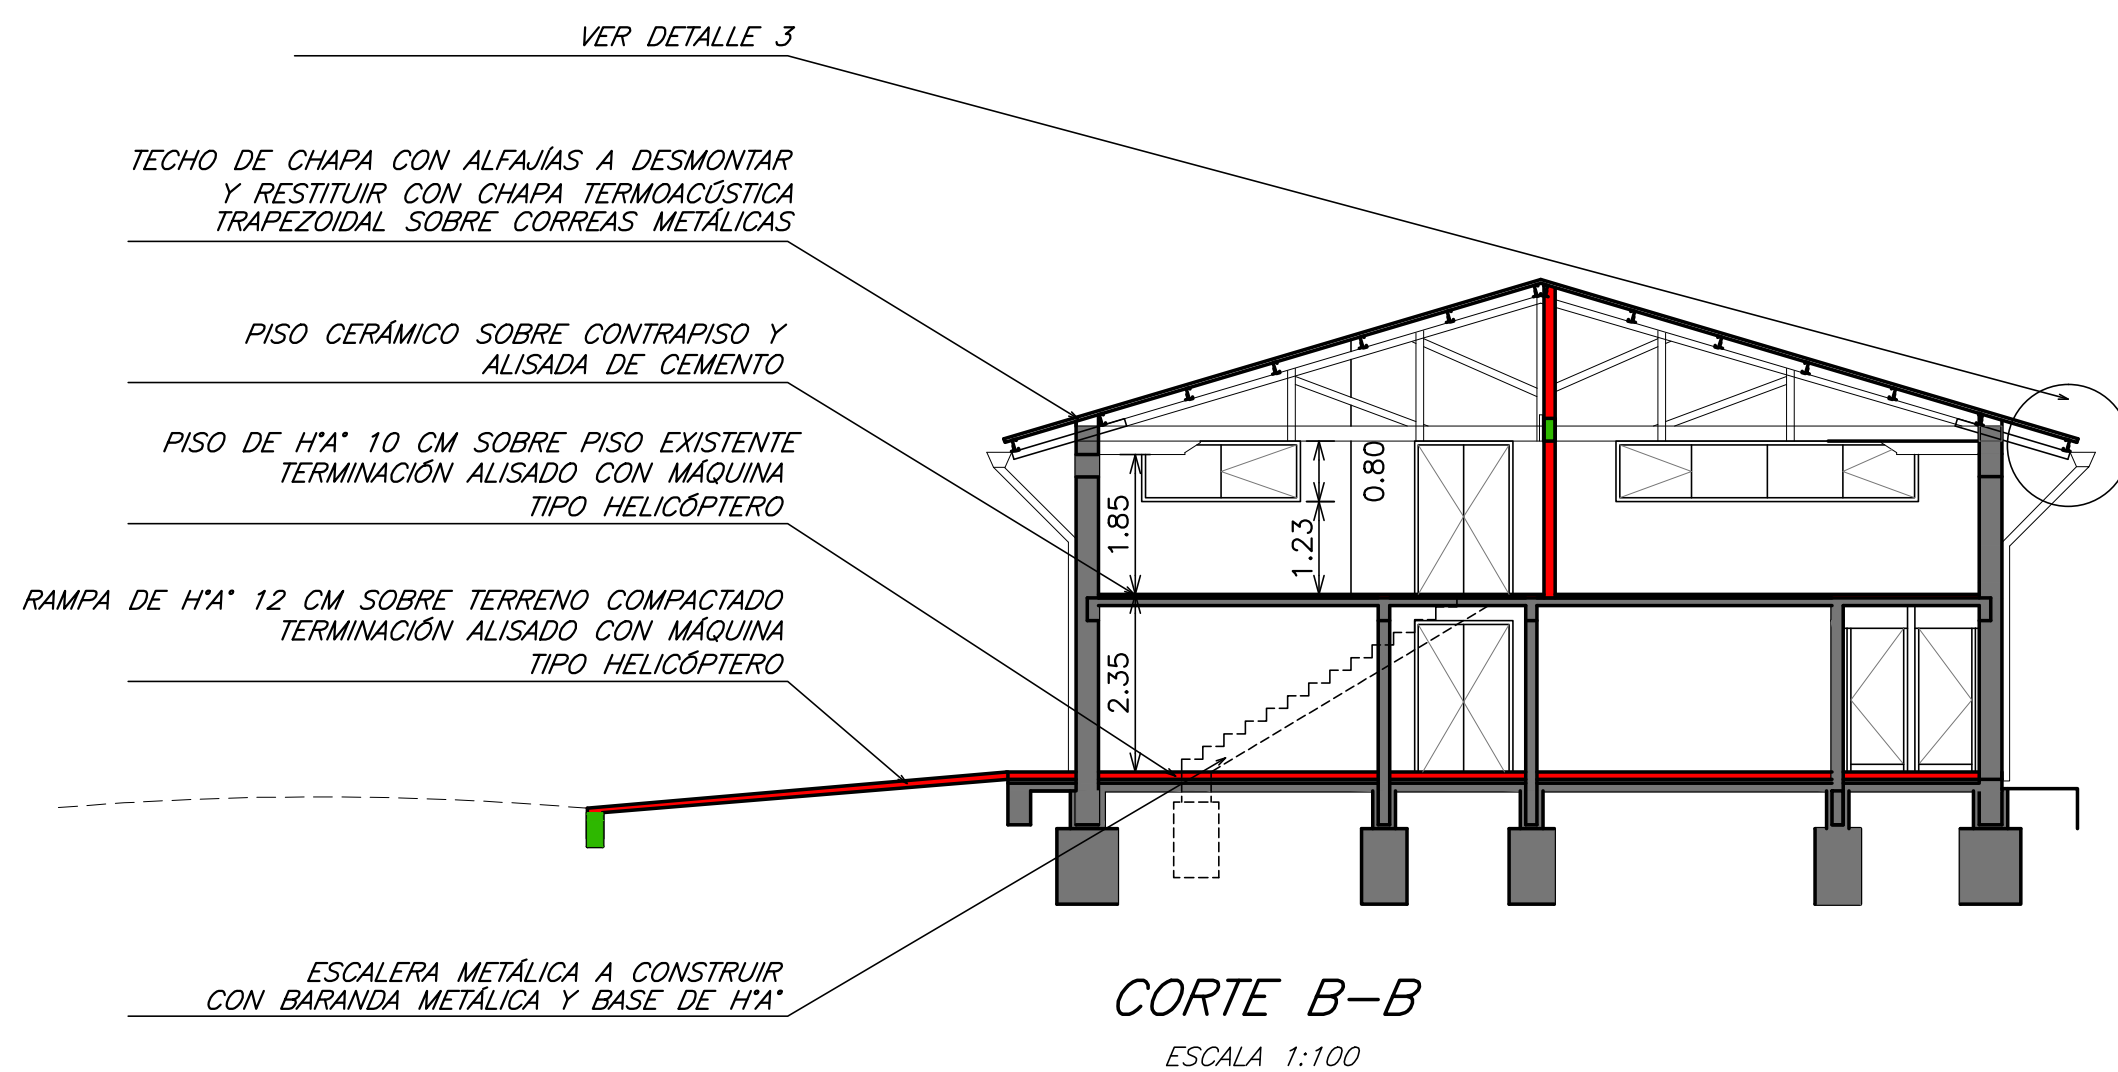 VER DETALLE 3
TECHO DE CHAPA CON ALFAJÍAS A DESMONTAR
Y RESTITUIR CON CHAPA TERMOACÚSTICA
TRAPEZOIDAL SOBRE CORREAS METÁLICAS
PISO CERÁMICO SOBRE CONTRAPISO Y
ALISADA DE CEMENTO
PISO DE H°A° 10 CM SOBRE PISO EXISTENTE
TERMINACIÓN ALISADO CON MÁQUINA
TIPO HELICÓPTERO
RAMPA DE H°A° 12 CM SOBRE TERRENO COMPACTADO
TERMINACIÓN ALISADO CON MÁQUINA
TIPO HELICÓPTERO
ESCALERA METÁLICA A CONSTRUIR
CON BARANDA METÁLICA Y BASE DE H°A°
0.80
1.85
1.23
2.35
CORTE B-B
ESCALA 1:100